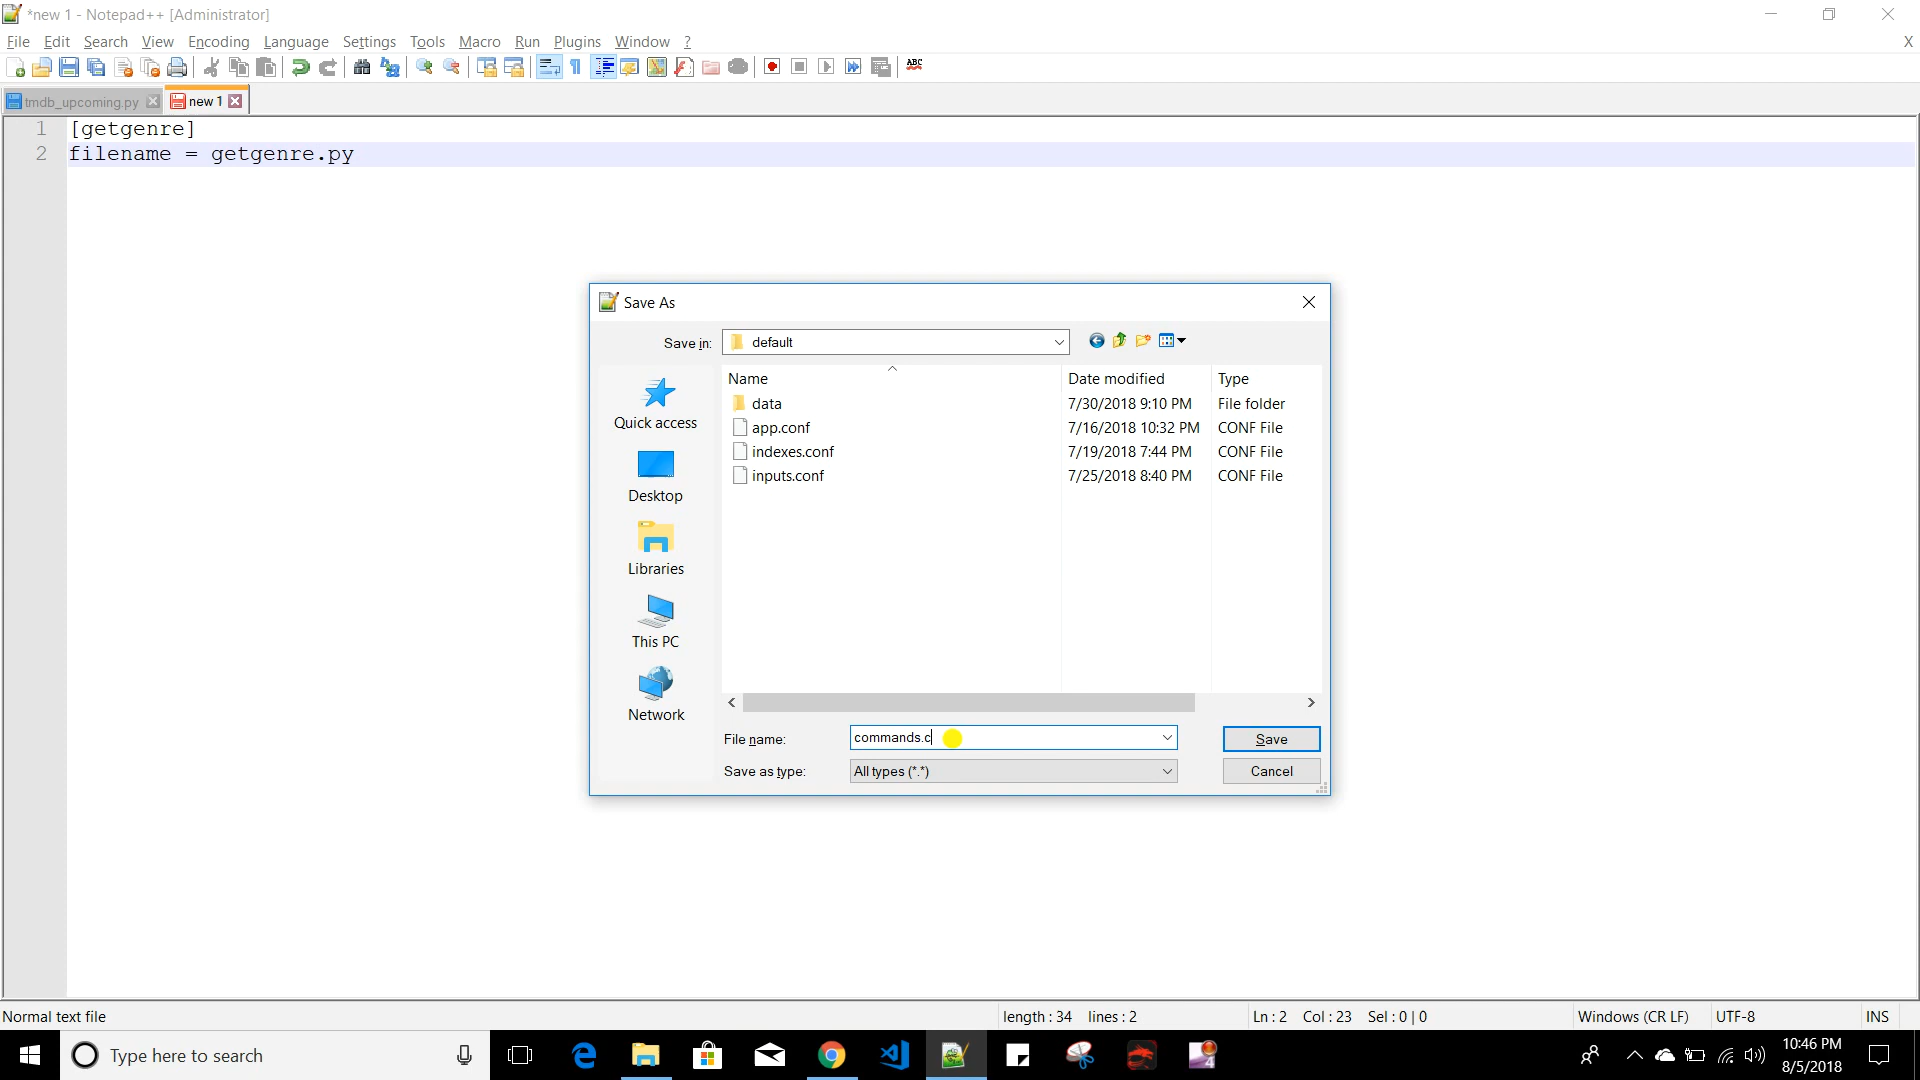 *new 1 - Notepad++ [Administrator]
File Edit Search View Encoding Language Settings Tools Macro Run Plugins Window ? X
ABC
tmdb_upcoming.py new 1
1 [getgenre]
2 filename = getgenre.py
Save As
Save in: default
Name Date modified Type
data 7/30/2018 9:10 PM File folder
app.conf 7/16/2018 10:32 PM CONF File
indexes.conf 7/19/2018 7:44 PM CONF File
inputs.conf 7/25/2018 8:40 PM CONF File
Quick access
Desktop
Libraries
This PC
Network
File name: commands.c Save
Save as type: All types (*.*) Cancel
Normal text file length : 34 lines : 2 Ln : 2 Col : 23 Sel : 0 | 0 Windows (CR LF) UTF-8 INS
Type here to search
10:46 PM
8/5/2018